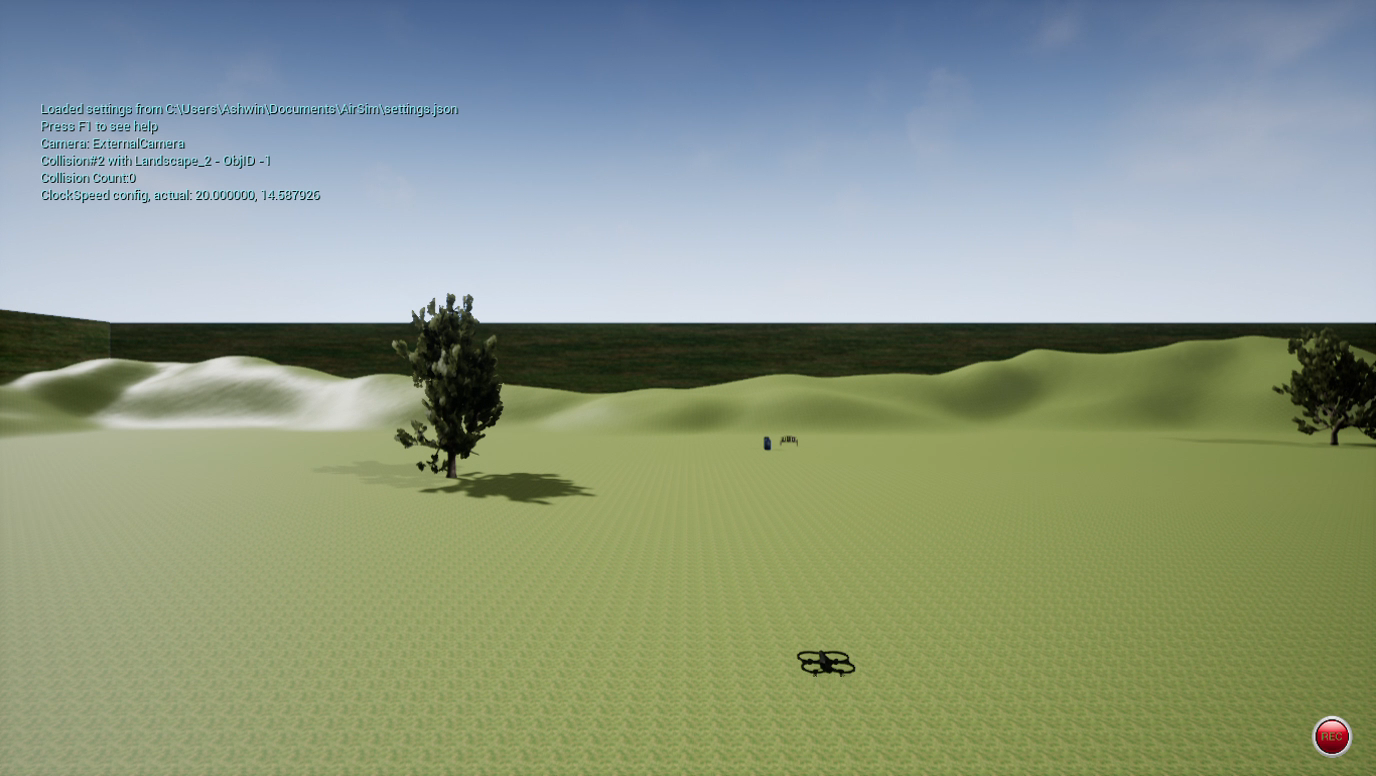 Loaded settings from C:\Users\Ashwin\Documents\AirSim\settings.json
Press F1 to see help
Camera: ExternalCamera
Collision#2 with Landscape_2 - ObjID -1
Collision Count:0
ClockSpeed config, actual: 20.000000, 14.587926
REC